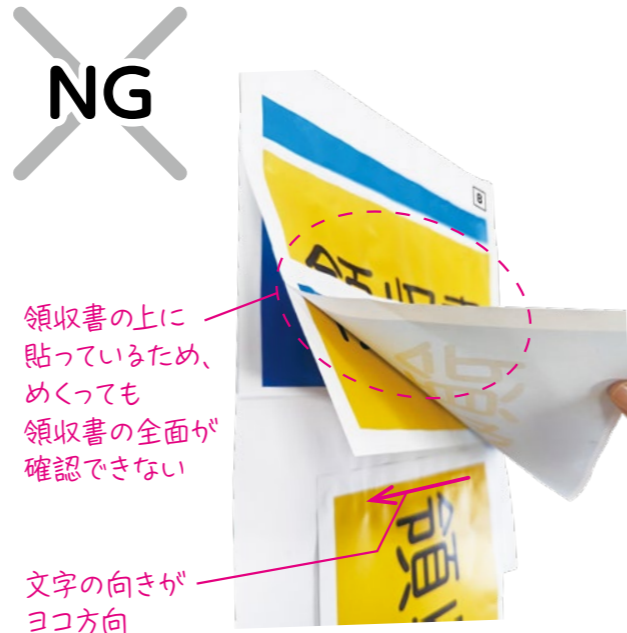 NG
領収書の上に
貼っているため、
めくっても
領収書の全面が
確認できない
文字の向きが
ヨコ方向
領